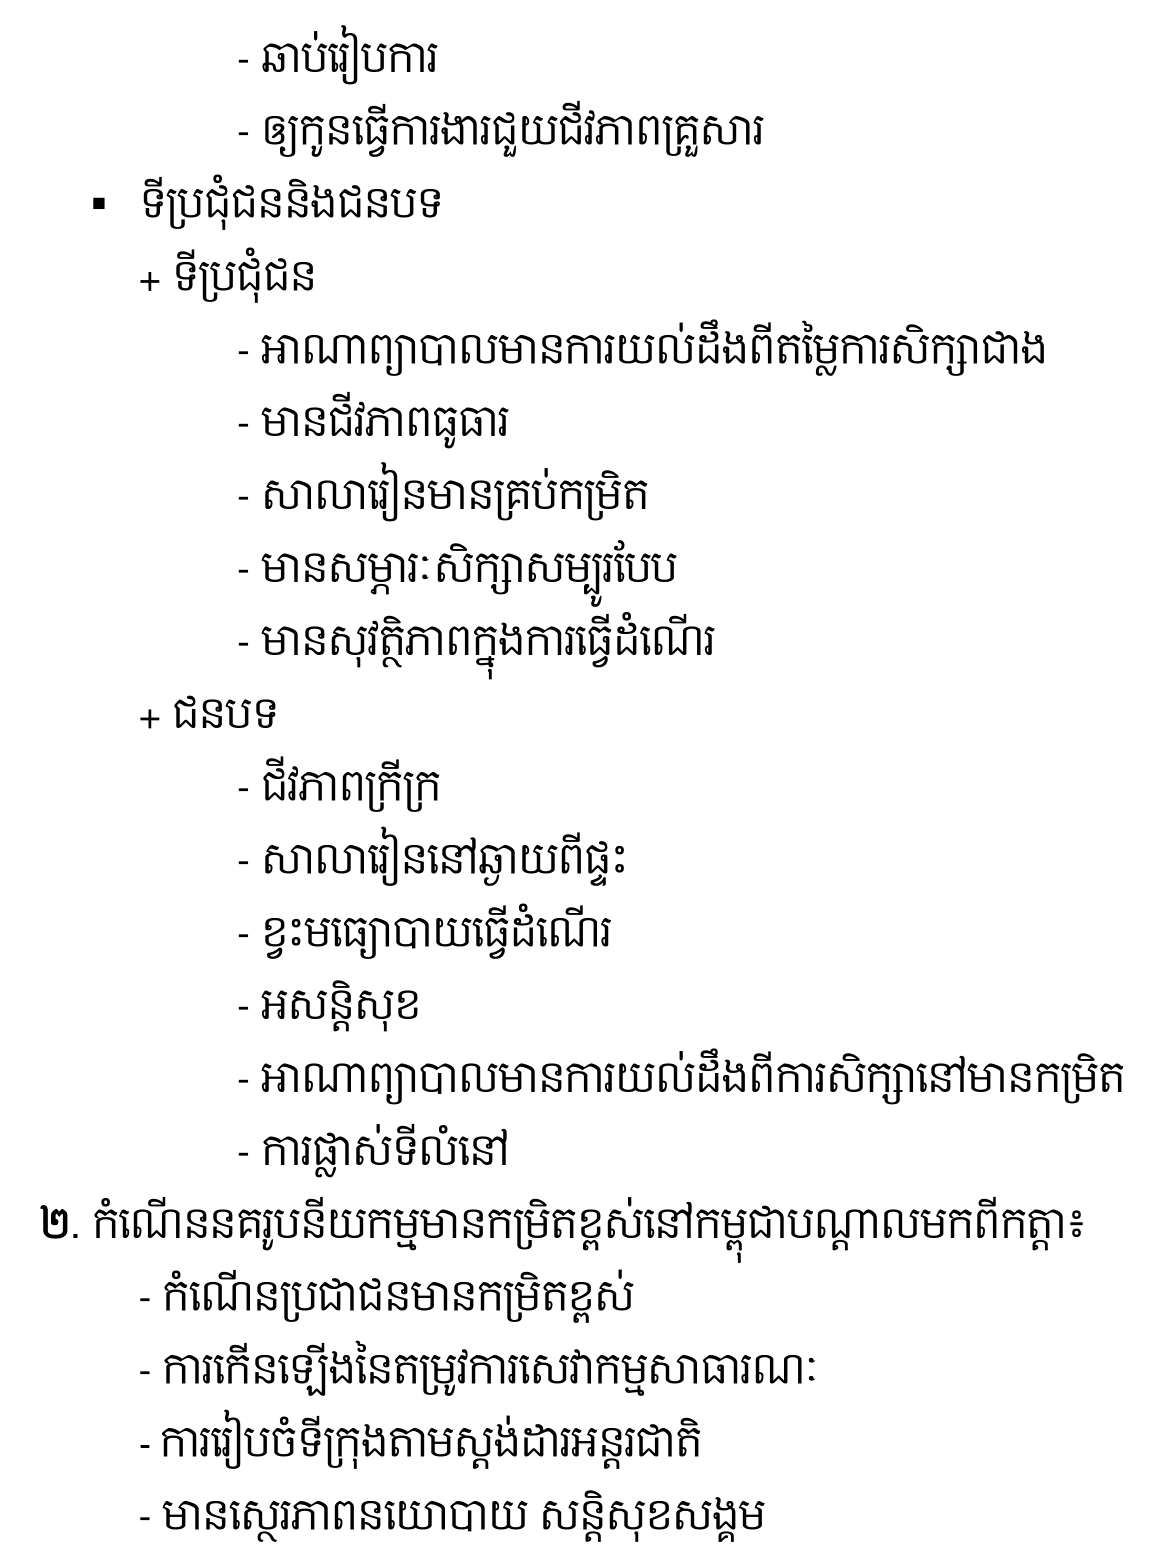 - ឆាប់រៀបការ
- ឲ្យកូនធ្វើការងារជួយជីវភាពគ្រួសារ
▪ ទីប្រជុំជននិងជនបទ
+ ទីប្រជុំជន
- អាណាព្យាបាលមានការយល់ដឹងពីតម្លៃការសិក្សាជាង
- មានជីវភាពធូធារ
- សាលារៀនមានគ្រប់កម្រិត
- មានសម្ភារៈសិក្សាសម្បូរបែប
- មានសុវត្ថិភាពក្នុងការធ្វើដំណើរ
+ ជនបទ
- ជីវភាពក្រីក្រ
- សាលារៀននៅឆ្ងាយពីផ្ទះ
- ខ្វះមធ្យោបាយធ្វើដំណើរ
- អសន្តិសុខ
- អាណាព្យាបាលមានការយល់ដឹងពីការសិក្សានៅមានកម្រិត
- ការផ្លាស់ទីលំនៅ
២. កំណើននគរូបនីយកម្មមានកម្រិតខ្ពស់នៅកម្ពុជាបណ្តាលមកពីកត្តា៖
- កំណើនប្រជាជនមានកម្រិតខ្ពស់
- ការកើនឡើងនៃតម្រូវការសេវាកម្មសាធារណៈ
- ការរៀបចំទីក្រុងតាមស្តង់ដារអន្តរជាតិ
- មានស្ថេរភាពនយោបាយ សន្តិសុខសង្គម